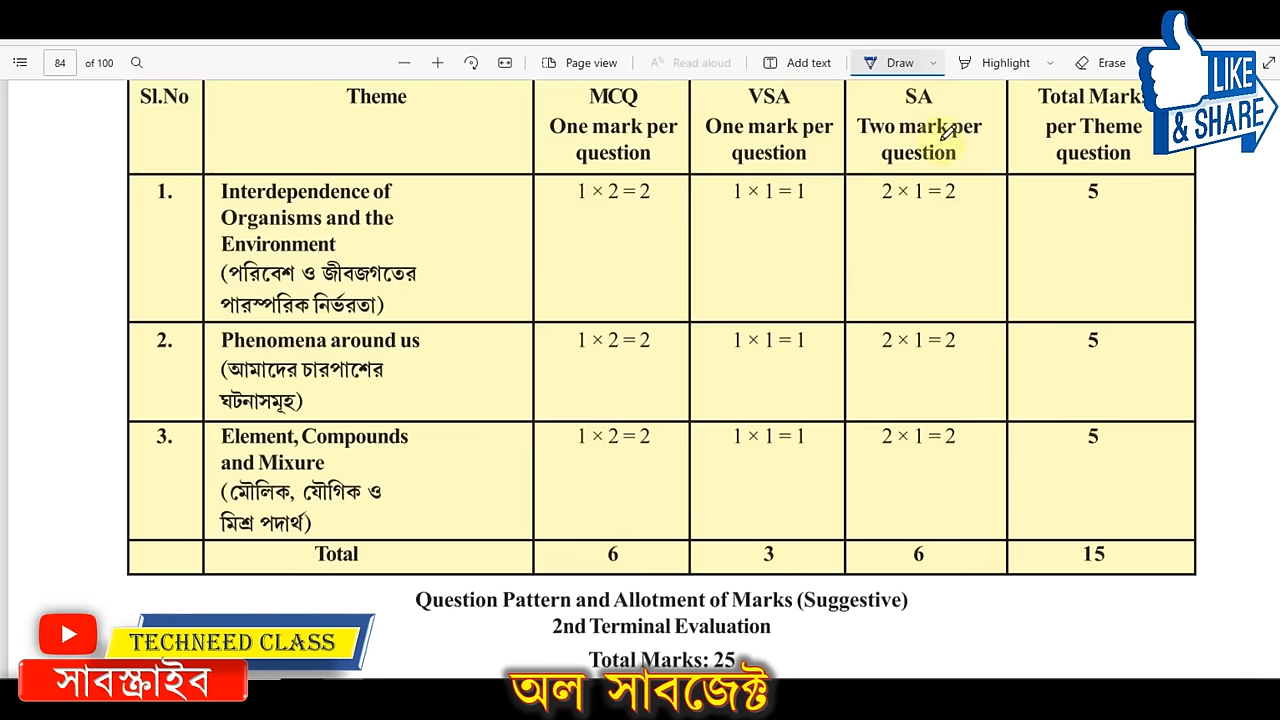 84 of 100 Page view Read aloud Add text Draw Highlight Erase
LIKE
& SHARE
Sl.No Theme MCQ VSA SA Total Mark
One mark per One mark per Two mark per per Theme
question question question question
1. Interdependence of 1 × 2 = 2 1 × 1 = 1 2 × 1 = 2 5
Organisms and the
Environment
(পরিবেশ ও জীবজগতের
পারস্পরিক নির্ভরতা)
2. Phenomena around us 1 × 2 = 2 1 × 1 = 1 2 × 1 = 2 5
(আমাদের চারপাশের
ঘটনাসমূহ)
3. Element, Compounds 1 × 2 = 2 1 × 1 = 1 2 × 1 = 2 5
and Mixure
(মৌলিক, যৌগিক ও
মিশ্র পদার্থ)
Total 6 3 6 15
Question Pattern and Allotment of Marks (Suggestive)
2nd Terminal Evaluation
Total Marks: 25
TECHNEED CLASS
সাবস্ক্রাইব
অল সাবজেক্ট